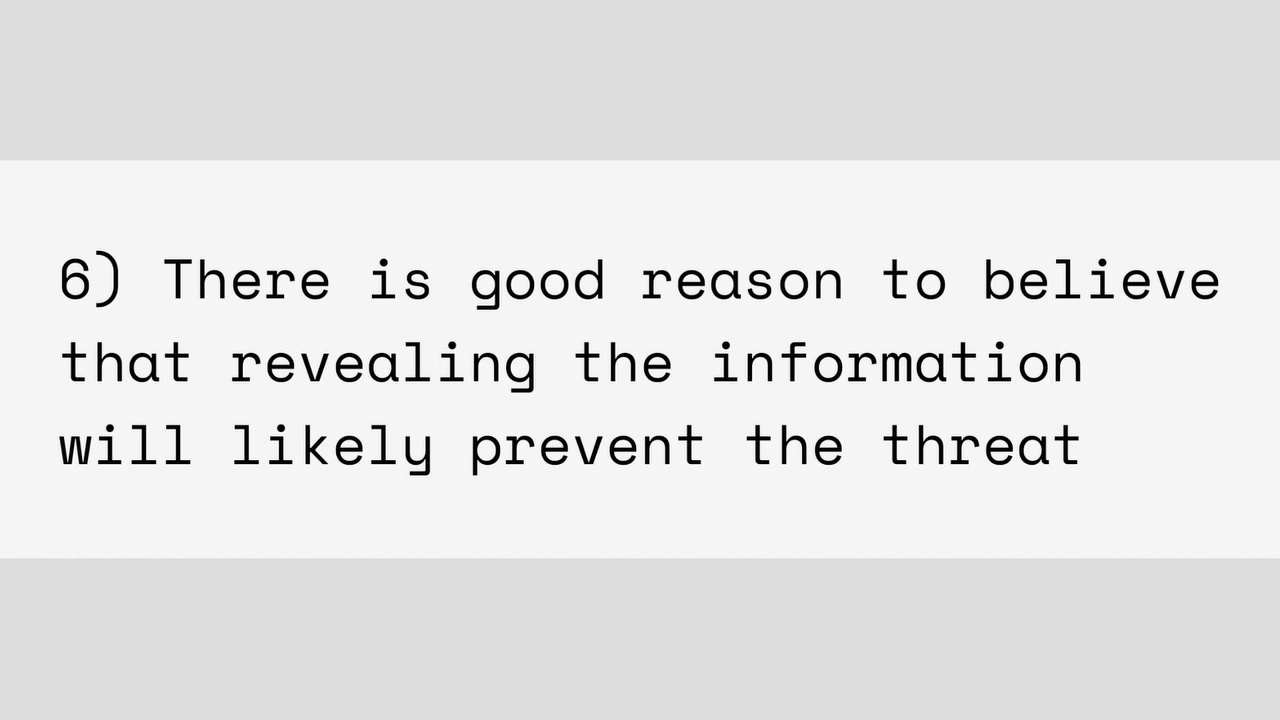 6) There is good reason to believe
that revealing the information
will likely prevent the threat